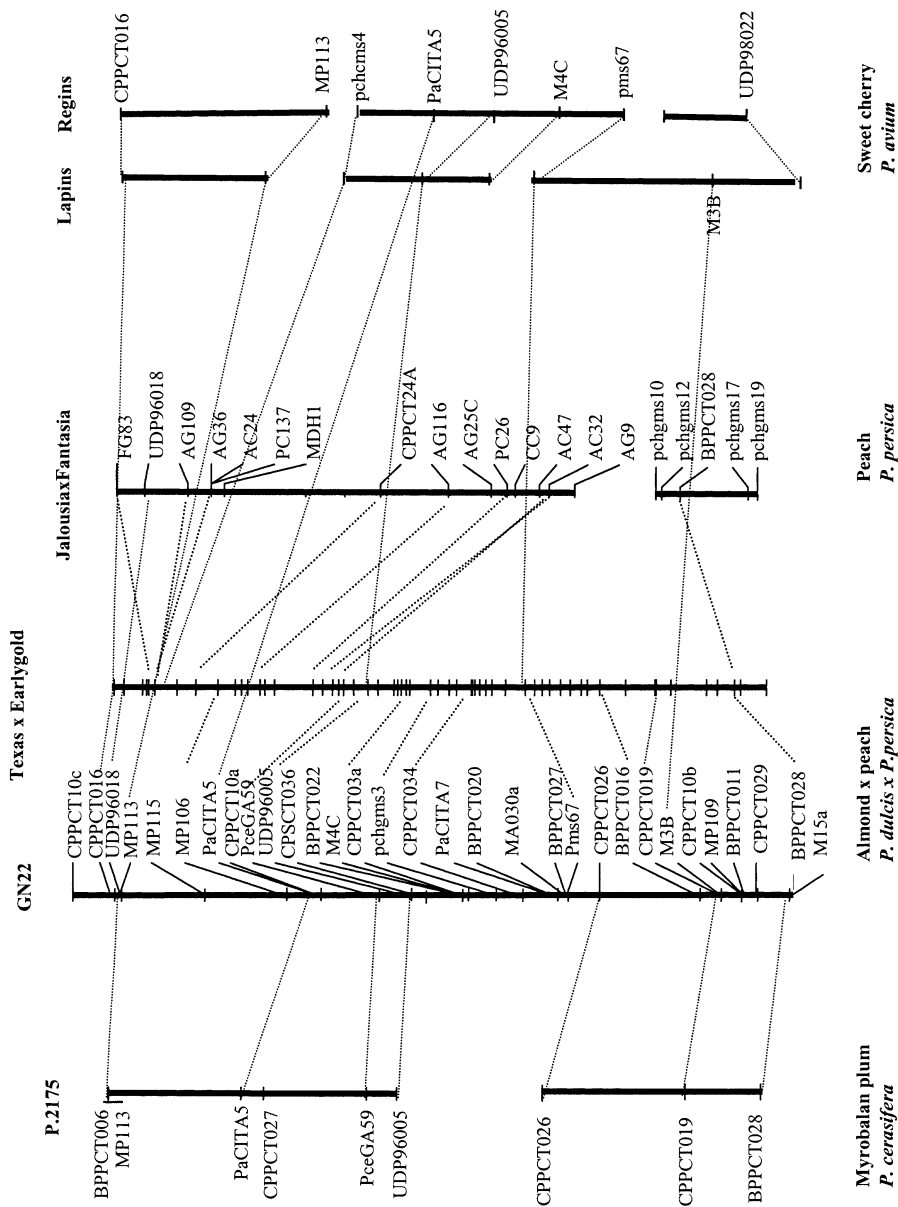 P.2175
GN22
Texas x Earlygold
JalousiaxFantasia
Lapins
Regins
BPPCT006
MP113
PaCITA5
CPPCT027
PceGA59
UDP96005
CPPCT026
CPPCT019
BPPCT028
CPPCT10c
CPPCT016
UDP96018
MP113
MP115
MP106
PaCITA5
CPPCT10a
PceGA59
UDP96005
CPSCT036
BPPCT022
M4C
CPPCT03a
pchgms3
CPPCT034
PaCITA7
BPPCT020
MA030a
BPPCT027
Pms67
CPPCT026
BPPCT016
CPPCT019
M3B
CPPCT10b
MP109
BPPCT011
CPPCT029
BPPCT028
M15a
FG83
UDP96018
AG109
AG36
AC24
PC137
MDH1
CPPCT24A
AG116
AG25C
PC26
CC9
AC47
AC32
AG9
pchgms10
pchgms12
BPPCT028
pchgms17
pchgms19
M3B
CPPCT016
MP113
pchcms4
PaCITA5
UDP96005
M4C
pms67
UDP98022
Myrobalan plum
P. cerasifera
Almond x peach
P. dulcis x P.persica
Peach
P. persica
Sweet cherry
P. avium